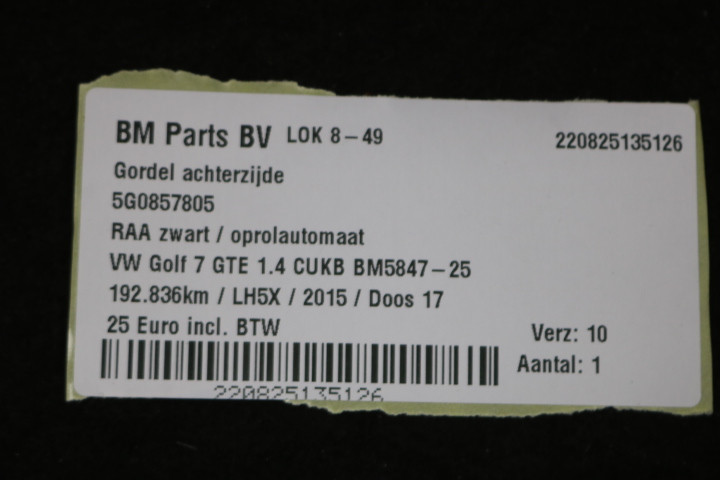 BM Parts BV LOK 8-49 220825135126
Gordel achterzijde
5G0857805
RAA zwart / oprolautomaat
VW Golf 7 GTE 1.4 CUKB BM5847-25
192.836km / LH5X / 2015 / Doos 17
25 Euro incl. BTW
Verz: 10
Aantal: 1
220825135126